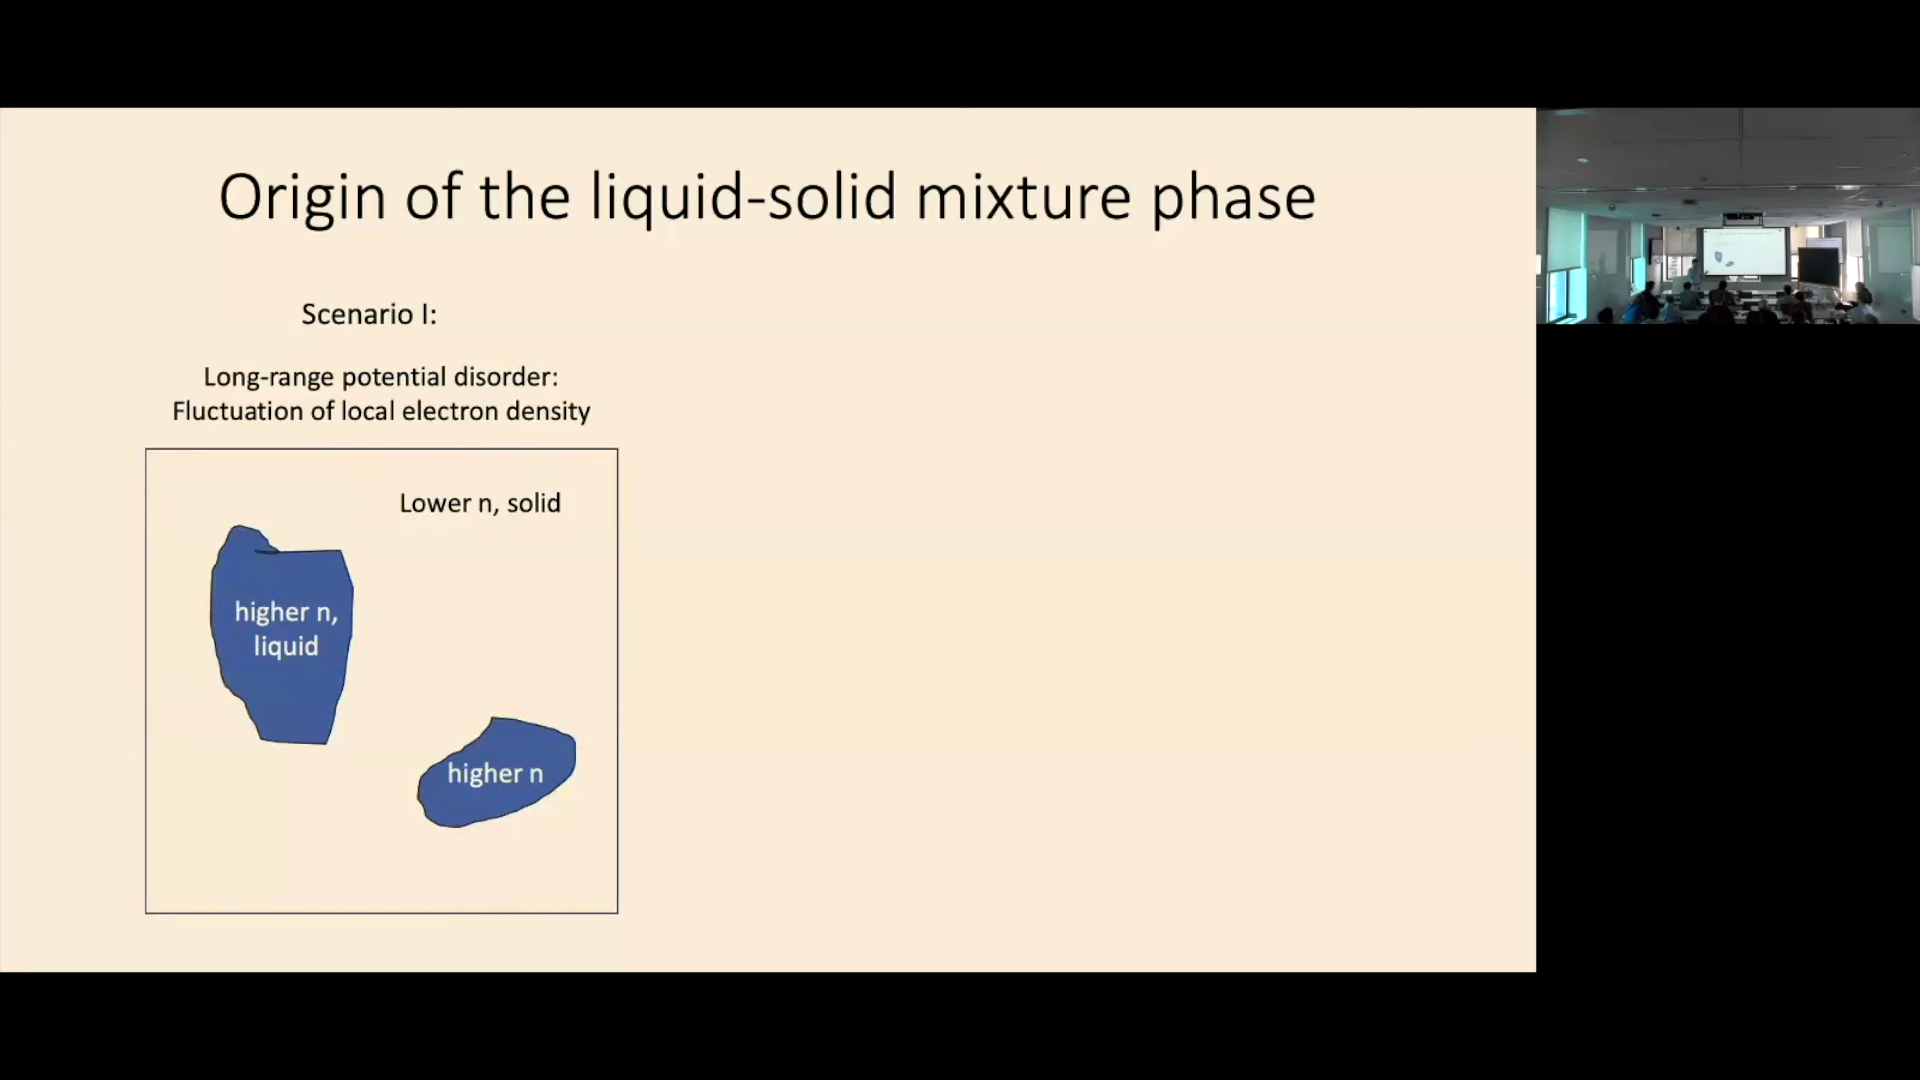 Origin of the liquid-solid mixture phase
Scenario I:
Long-range potential disorder:
Fluctuation of local electron density
Lower n, solid
higher n,
liquid
higher n